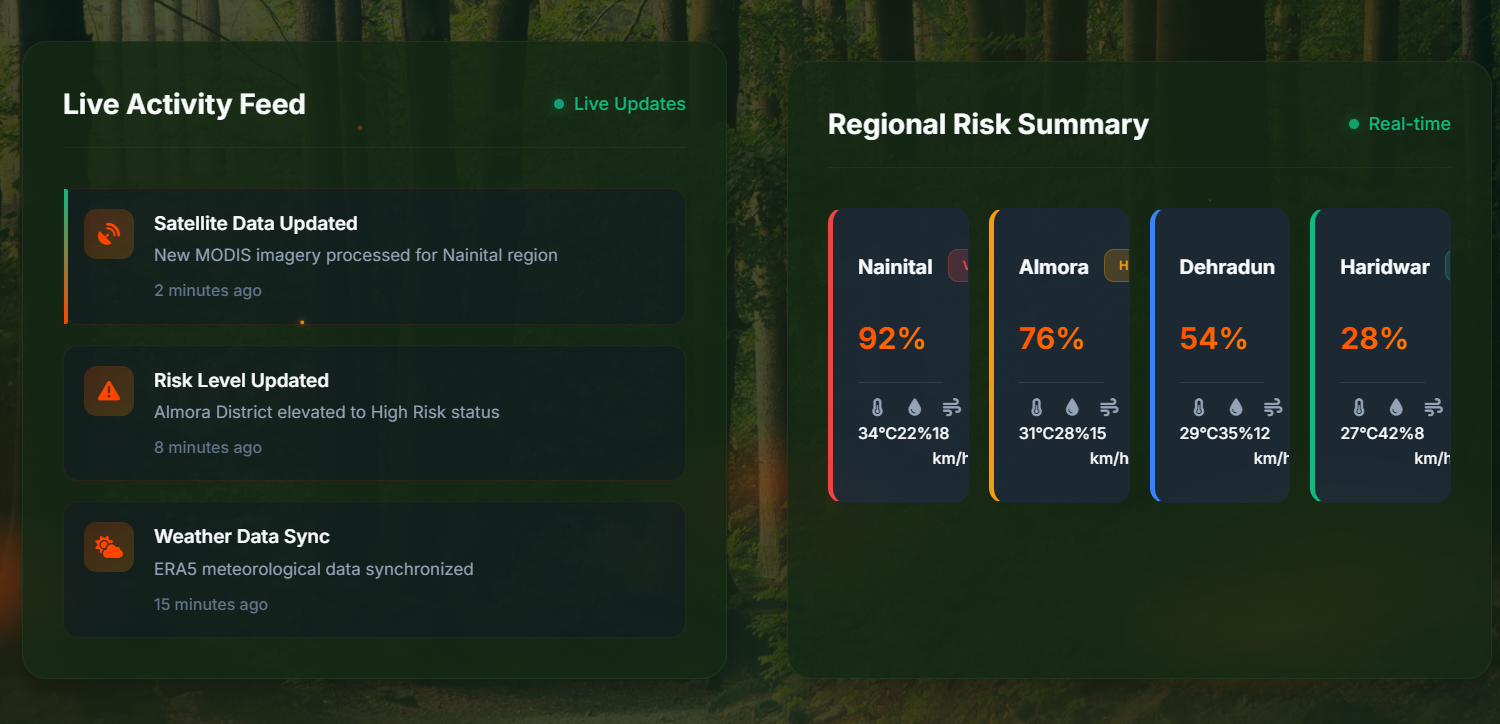 Live Activity Feed
Live Updates
Satellite Data Updated
New MODIS imagery processed for Nainital region
2 minutes ago
Risk Level Updated
Almora District elevated to High Risk status
8 minutes ago
Weather Data Sync
ERA5 meteorological data synchronized
15 minutes ago
Regional Risk Summary
Real-time
Nainital
92%
34°C22%18
km/h
Almora H
76%
31°C28%15
km/h
Dehradun
54%
29°C35%12
km/h
Haridwar
28%
27°C42%8
km/h